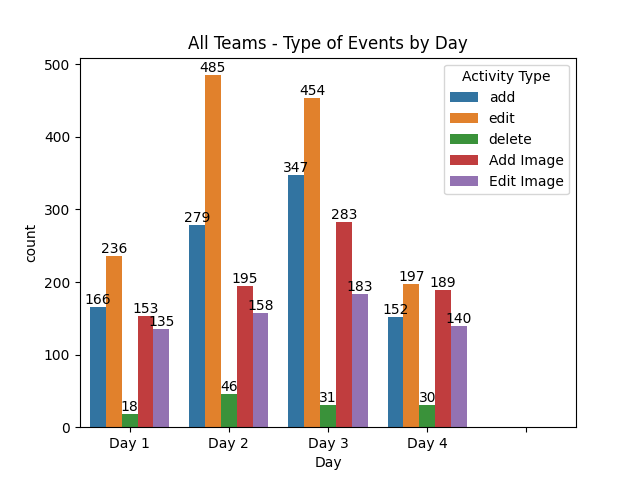 All Teams - Type of Events by Day
500
400
300
200
100
0
count
166
236
18
153
135
279
485
46
195
158
347
454
31
283
183
152
197
30
189
140
Activity Type
add
edit
delete
Add Image
Edit Image
Day 1
Day 2
Day 3
Day 4
Day